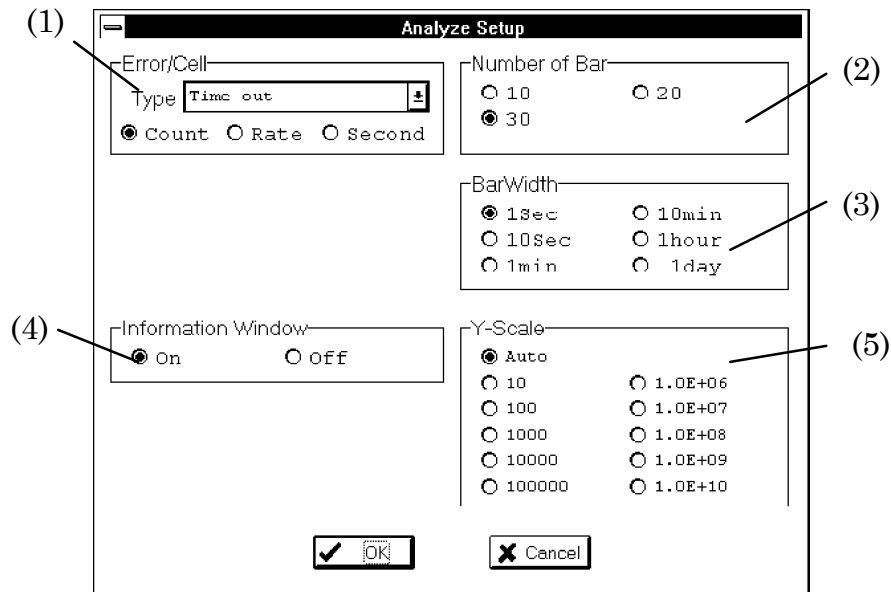 (1)
Analyze Setup
Error/Cell
Type Time out
Count Rate Second
Number of Bar
10 20
30
(2)
BarWidth
1Sec 10min
10Sec 1hour
1min 1day
(3)
(4)
Information Window
On Off
Y-Scale
Auto
10 1.0E+06
100 1.0E+07
1000 1.0E+08
10000 1.0E+09
100000 1.0E+10
(5)
OK Cancel